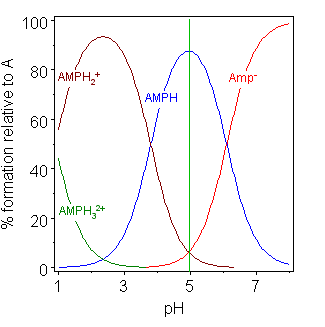 % formation relative to A
100
80
60
40
20
0
AMPH₂⁺
AMPH
Amp⁻
AMPH₃²⁺
1
3
5
7
pH